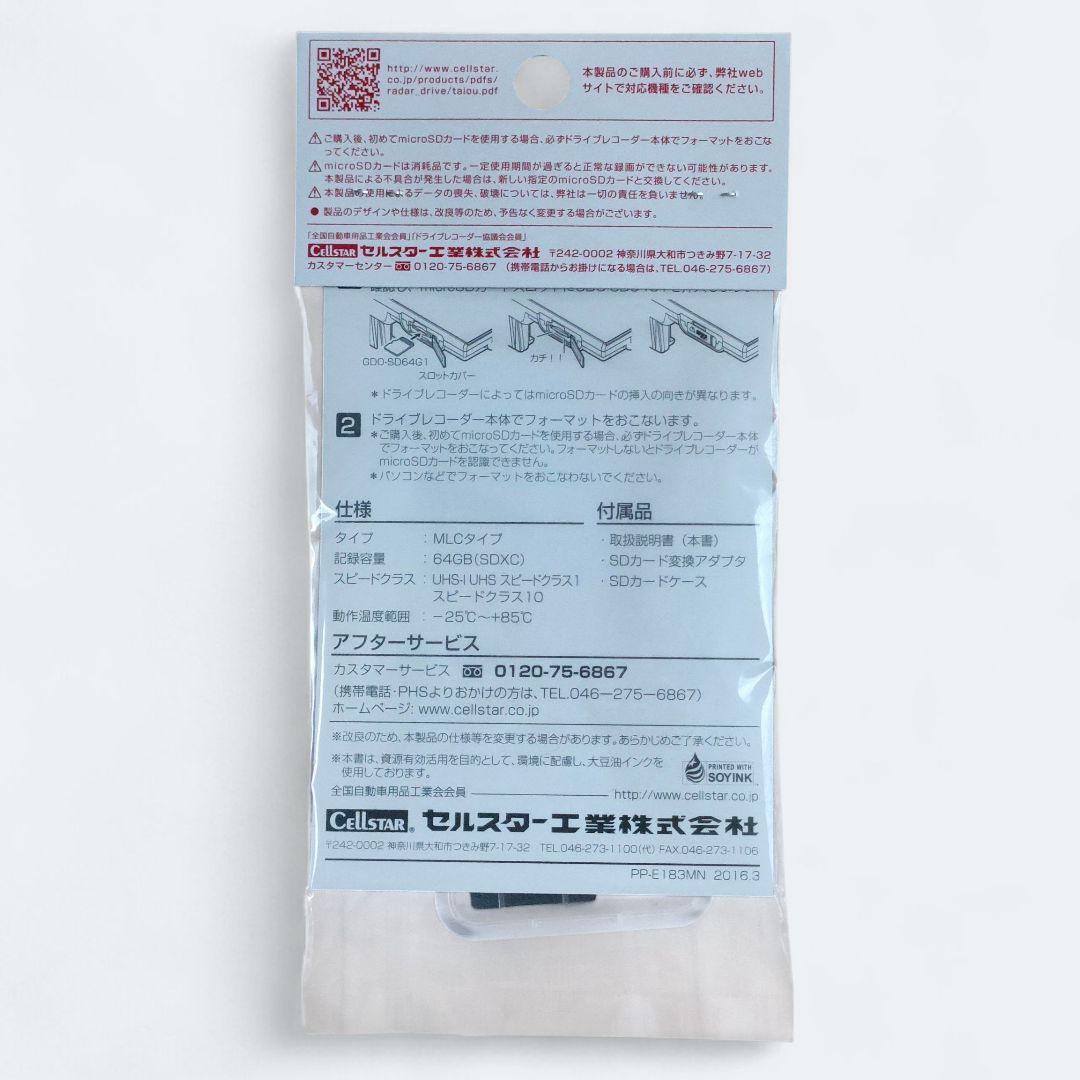 http://www.cellstar.
co.jp/products/pdfs/
radar_drive/taiou.pdf
本製品のご購入前に必ず、弊社web
サイトで対応機種をご確認ください。
⚠ご購入後、初めてmicroSDカードを使用する場合、必ずドライブレコーダー本体でフォーマットをおこな
ってください。
⚠microSDカードは消耗品です。一定使用期間が過ぎると正常な録画ができない可能性があります。
本製品による不具合が発生した場合は、新しい指定のmicroSDカードと交換してください。
⚠本製品の使用によるデータの喪失、破壊については、弊社は一切の責任を負いません。
●製品のデザインや仕様は、改良等のため、予告なく変更する場合がございます。
「全国自動車用品工業会会員」「ドライブレコーダー協議会会員」
CELLSTAR セルスター工業株式会社 〒242-0002 神奈川県大和市つきみ野7-17-32
カスタマーセンター 0120-75-6867 (携帯電話からお掛けになる場合は、TEL.046-275-6867)
GDO-SD64G1
スロットカバー
カチ!!
*ドライブレコーダーによってはmicroSDカードの挿入の向きが異なります。
2 ドライブレコーダー本体でフォーマットをおこないます。
*ご購入後、初めてmicroSDカードを使用する場合、必ずドライブレコーダー本体
でフォーマットをおこなってください。フォーマットしないとドライブレコーダーが
microSDカードを認識できません。
*パソコンなどでフォーマットをおこなわないでください。
仕様
タイプ : MLCタイプ
記録容量 : 64GB(SDXC)
スピードクラス : UHS-I UHS スピードクラス1
スピードクラス10
動作温度範囲 : -25℃~+85℃
付属品
・取扱説明書(本書)
・SDカード変換アダプタ
・SDカードケース
アフターサービス
カスタマーサービス 0120-75-6867
(携帯電話・PHSよりおかけの方は、TEL.046-275-6867)
ホームページ: www.cellstar.co.jp
※改良のため、本製品の仕様等を変更する場合があります。あらかじめご了承ください。
※本書は、資源有効活用を目的として、環境に配慮し、大豆油インクを
使用しております。
PRINTED WITH
SOYINK™
全国自動車用品工業会会員 http://www.cellstar.co.jp
CELLSTAR® セルスター工業株式会社
〒242-0002 神奈川県大和市つきみ野7-17-32 TEL.046-273-1100(代) FAX.046-273-1106
PP-E183MN 2016.3